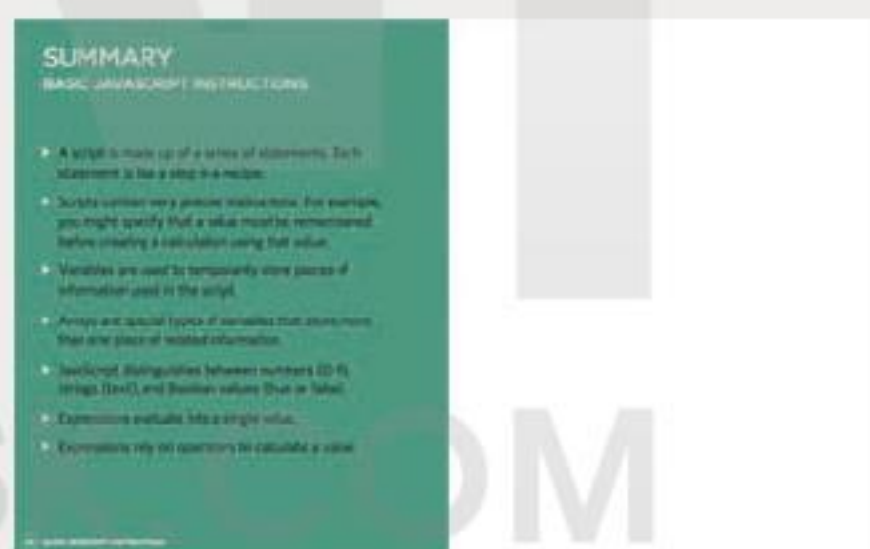 SUMMARY
BASIC JAVASCRIPT INSTRUCTIONS
A script is made up of a series of statements. Each
statement is like a step in a recipe.
Scripts contain very precise instructions. For example,
you might specify that a value must be remembered
before creating a calculation using that value.
Variables are used to temporarily store pieces of
information used in the script.
Arrays are special types of variables that store more
than one piece of related information.
JavaScript distinguishes between numbers (0-9),
strings (text), and Boolean values (true or false).
Expressions evaluate into a single value.
Expressions rely on operators to calculate a value.
COM